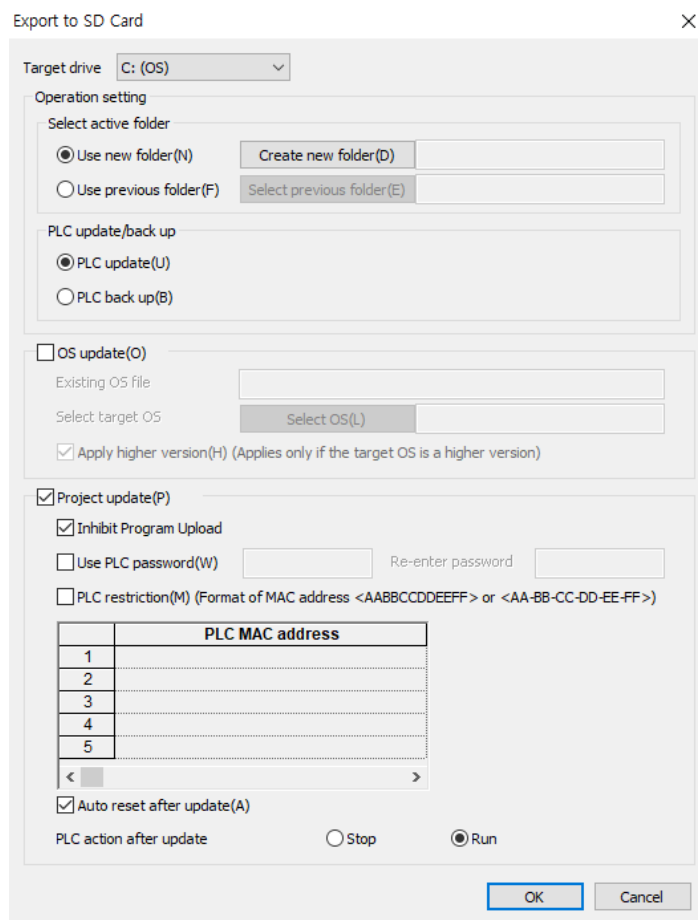 Export to SD Card
Target drive C: (OS)
Operation setting
Select active folder
Use new folder(N) Create new folder(D)
Use previous folder(F) Select previous folder(E)
PLC update/back up
PLC update(U)
PLC back up(B)
OS update(O)
Existing OS file
Select target OS Select OS(L)
Apply higher version(H) (Applies only if the target OS is a higher version)
Project update(P)
Inhibit Program Upload
Use PLC password(W) Re-enter password
PLC restriction(M) (Format of MAC address <AABBCCDDEEFF> or <AA-BB-CC-DD-EE-FF>)
PLC MAC address
1
2
3
4
5
Auto reset after update(A)
PLC action after update Stop Run
OK Cancel